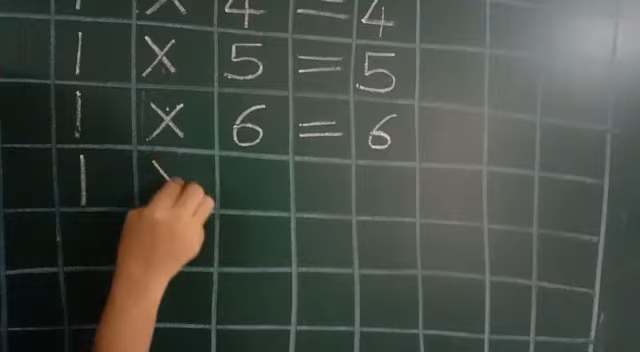 1 × 4 = 4
1 × 5 = 5
1 × 6 = 6
1